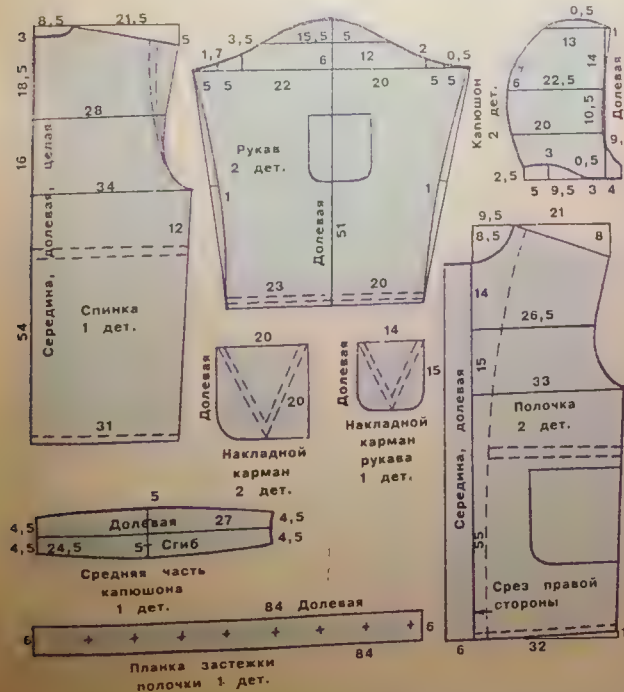 8,5 21,5
3
18,5
5
28
16
34
12
54
Середина, долевая, целая
Спинка
1 дет.
31
3,5 15,5 5
1,7 6 12 2 0,5
5 5 22 20 5 5
Рукав
2 дет.
1 1
Долевая
51
23 20
0,5
13 1
14
6 22,5
10,5
20
9,
3 0,5
2,5
5 9,5 3 4
Капюшон
2 дет.
Долевая
20
Долевая
20
Накладной
карман
2 дет.
14
Долевая
15
Накладной
карман
рукава
1 дет.
9,5 21
8,5 8
14
26,5
15
33
Середина, долевая
Полочка
2 дет.
55
Срез правой
стороны
6 32 1
5
4,5 Долевая 27 4,5
4,5 24,5 5 Сгиб 4,5
Средняя часть
капюшона
1 дет.
84 Долевая
6 6
84
Планка застежки
полочки 1 дет.